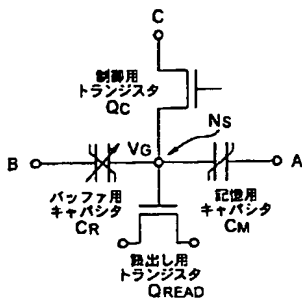 C
制御用
トランジスタ
QC
NS
B
VG
A
バッファ用
キャパシタ
CR
記憶用
キャパシタ
CM
読出し用
トランジスタ
QREAD